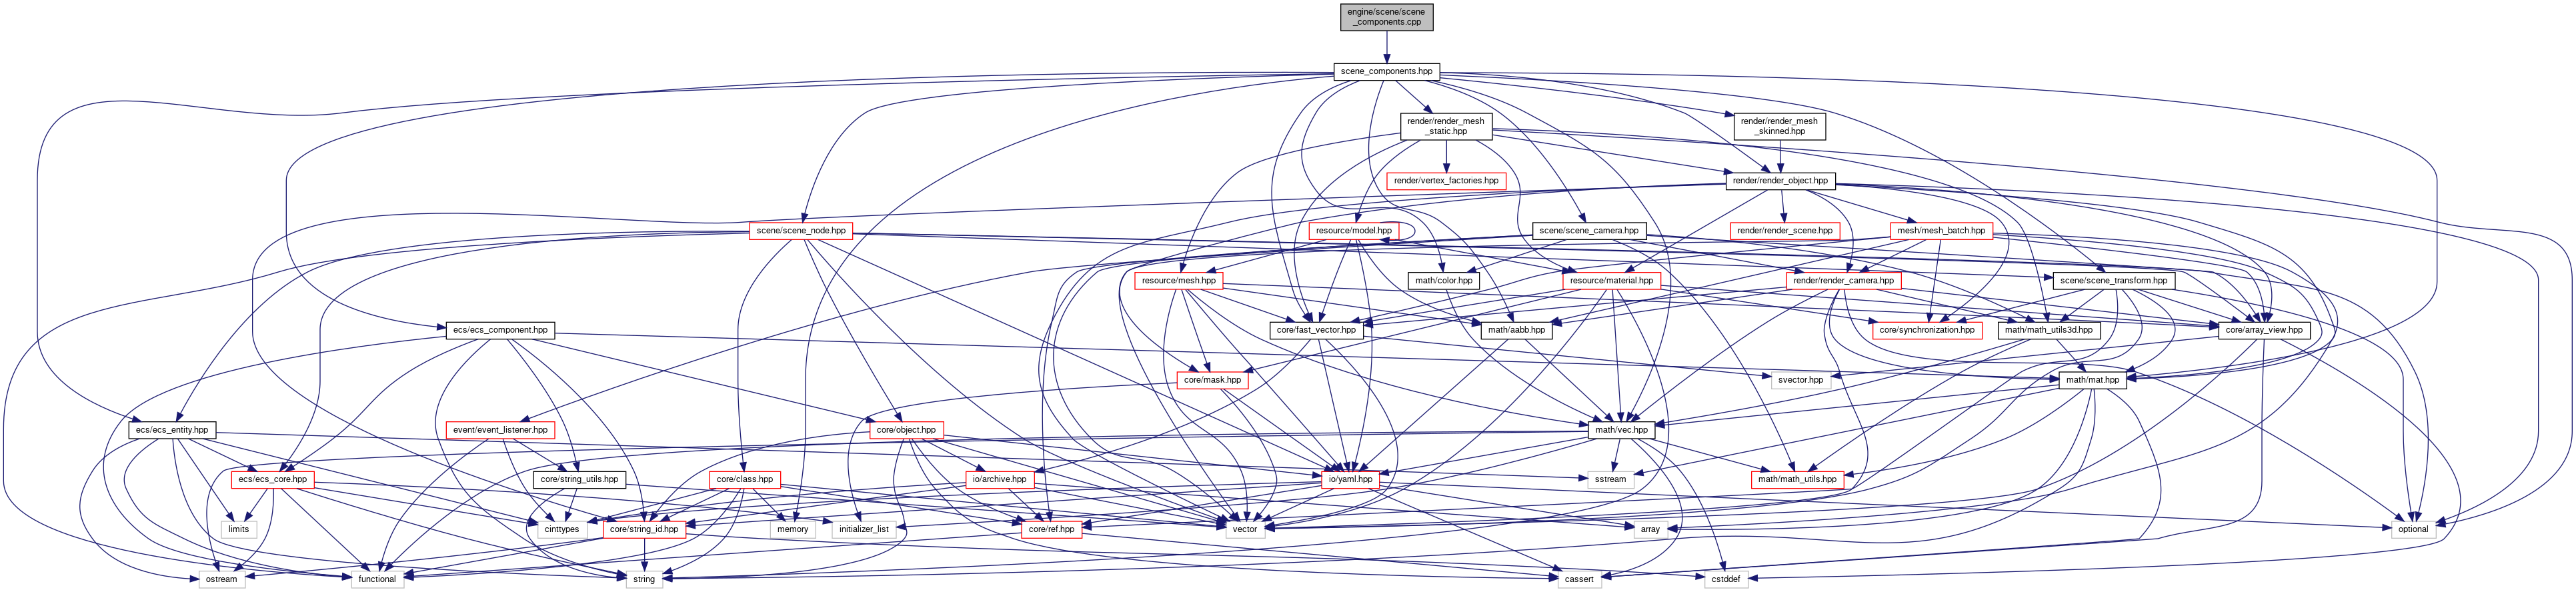 engine/scene/scene
_components.cpp
scene_components.hpp
render/render_mesh
_static.hpp
render/render_mesh
_skinned.hpp
render/vertex_factories.hpp
render/render_object.hpp
scene/scene_node.hpp
resource/model.hpp
scene/scene_camera.hpp
render/render_scene.hpp
mesh/mesh_batch.hpp
resource/mesh.hpp
math/color.hpp
resource/material.hpp
render/render_camera.hpp
scene/scene_transform.hpp
ecs/ecs_component.hpp
core/fast_vector.hpp
math/aabb.hpp
core/synchronization.hpp
math/math_utils3d.hpp
core/array_view.hpp
core/mask.hpp
svector.hpp
math/mat.hpp
ecs/ecs_entity.hpp
event/event_listener.hpp
core/object.hpp
math/vec.hpp
ecs/ecs_core.hpp
core/string_utils.hpp
core/class.hpp
io/archive.hpp
io/yaml.hpp
sstream
math/math_utils.hpp
limits
cinttypes
core/string_id.hpp
memory
initializer_list
core/ref.hpp
vector
array
optional
ostream
functional
string
cassert
cstddef